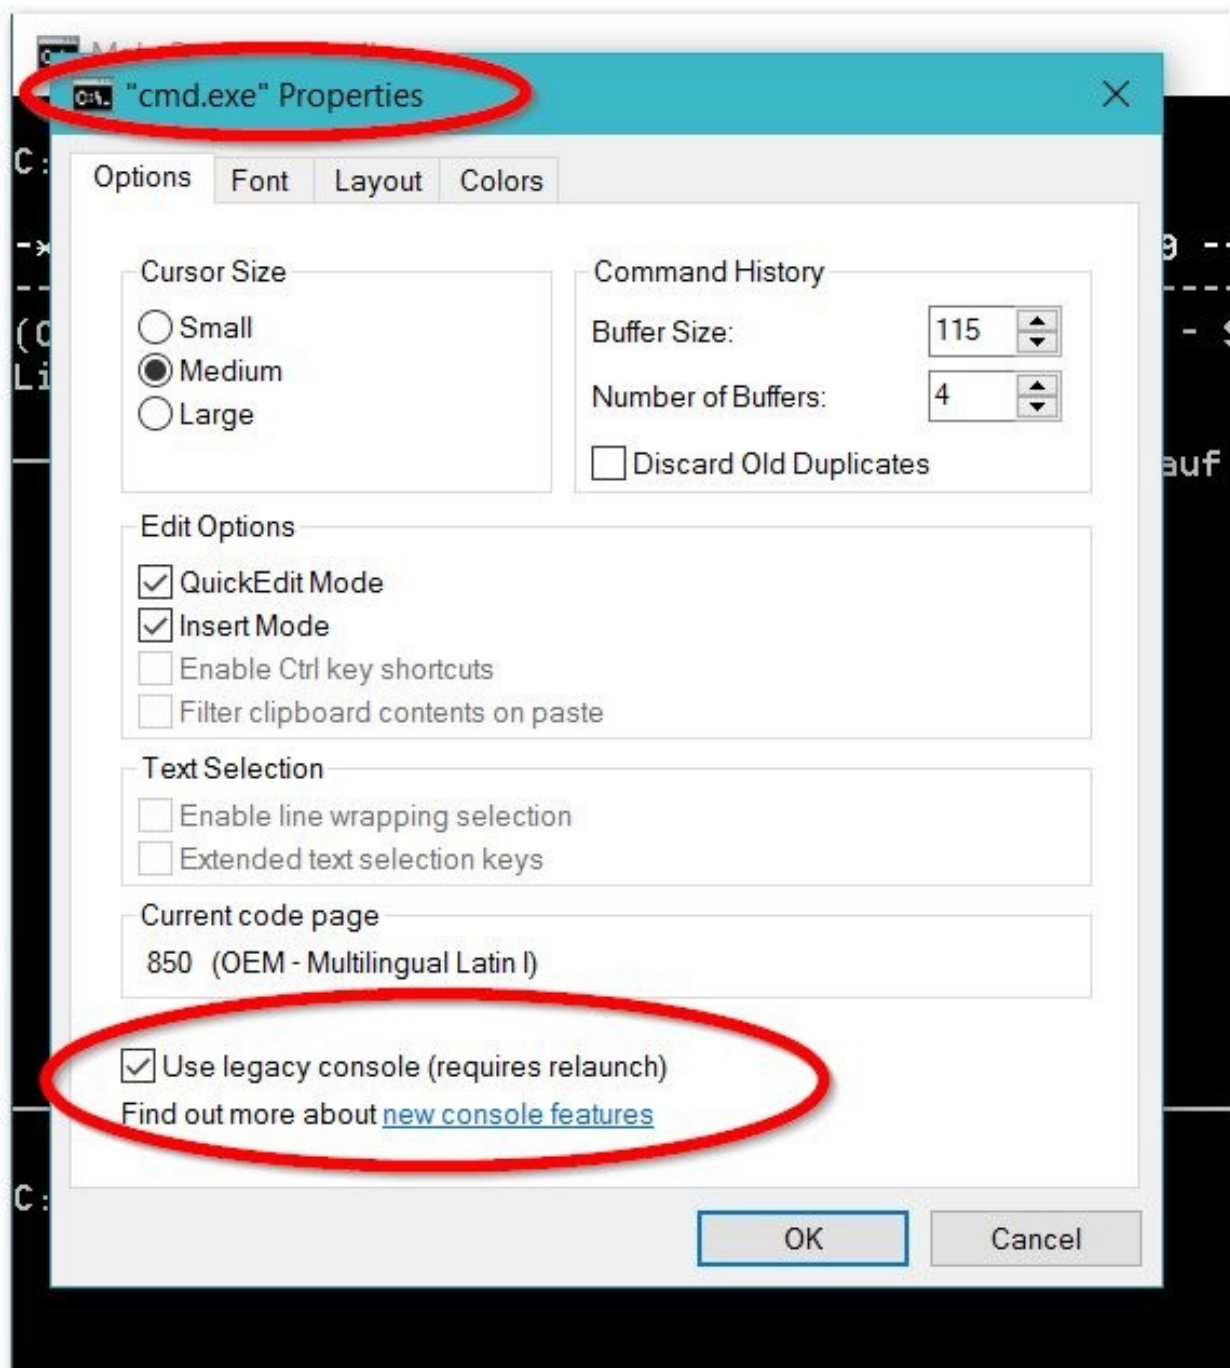 "cmd.exe" Properties
Options Font Layout Colors
Cursor Size
Small
Medium
Large
Command History
Buffer Size: 115
Number of Buffers: 4
Discard Old Duplicates
Edit Options
QuickEdit Mode
Insert Mode
Enable Ctrl key shortcuts
Filter clipboard contents on paste
Text Selection
Enable line wrapping selection
Extended text selection keys
Current code page
850 (OEM - Multilingual Latin I)
Use legacy console (requires relaunch)
Find out more about new console features
OK Cancel
C:
auf
C: